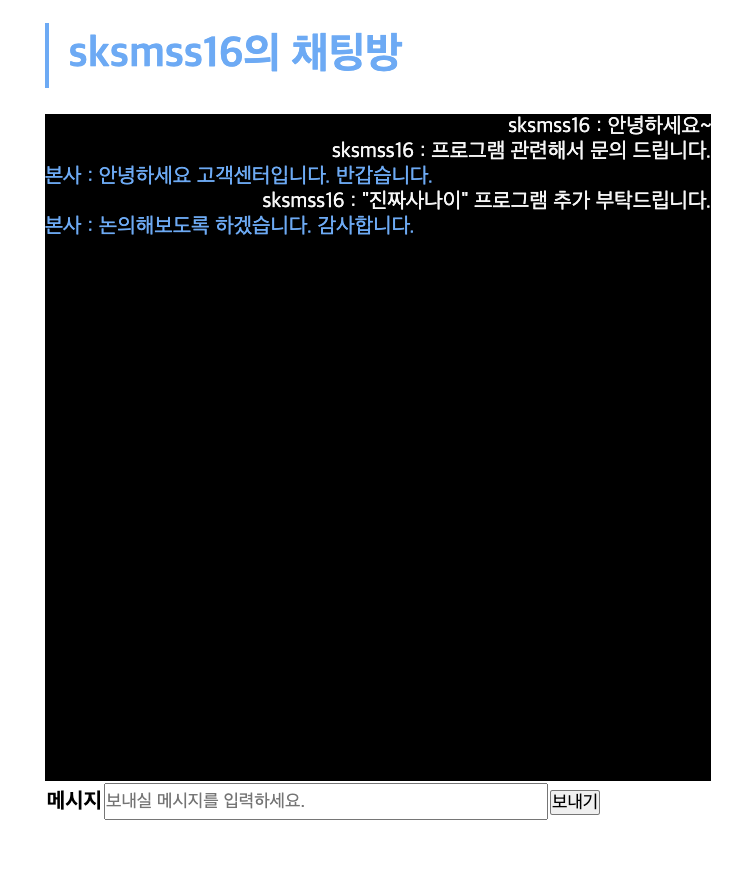 sksmss16의 채팅방
sksmss16 : 안녕하세요~
sksmss16 : 프로그램 관련해서 문의 드립니다.
본사 : 안녕하세요 고객센터입니다. 반갑습니다.
sksmss16 : "진짜사나이" 프로그램 추가 부탁드립니다.
본사 : 논의해보도록 하겠습니다. 감사합니다.
메시지 보내실 메시지를 입력하세요. 보내기